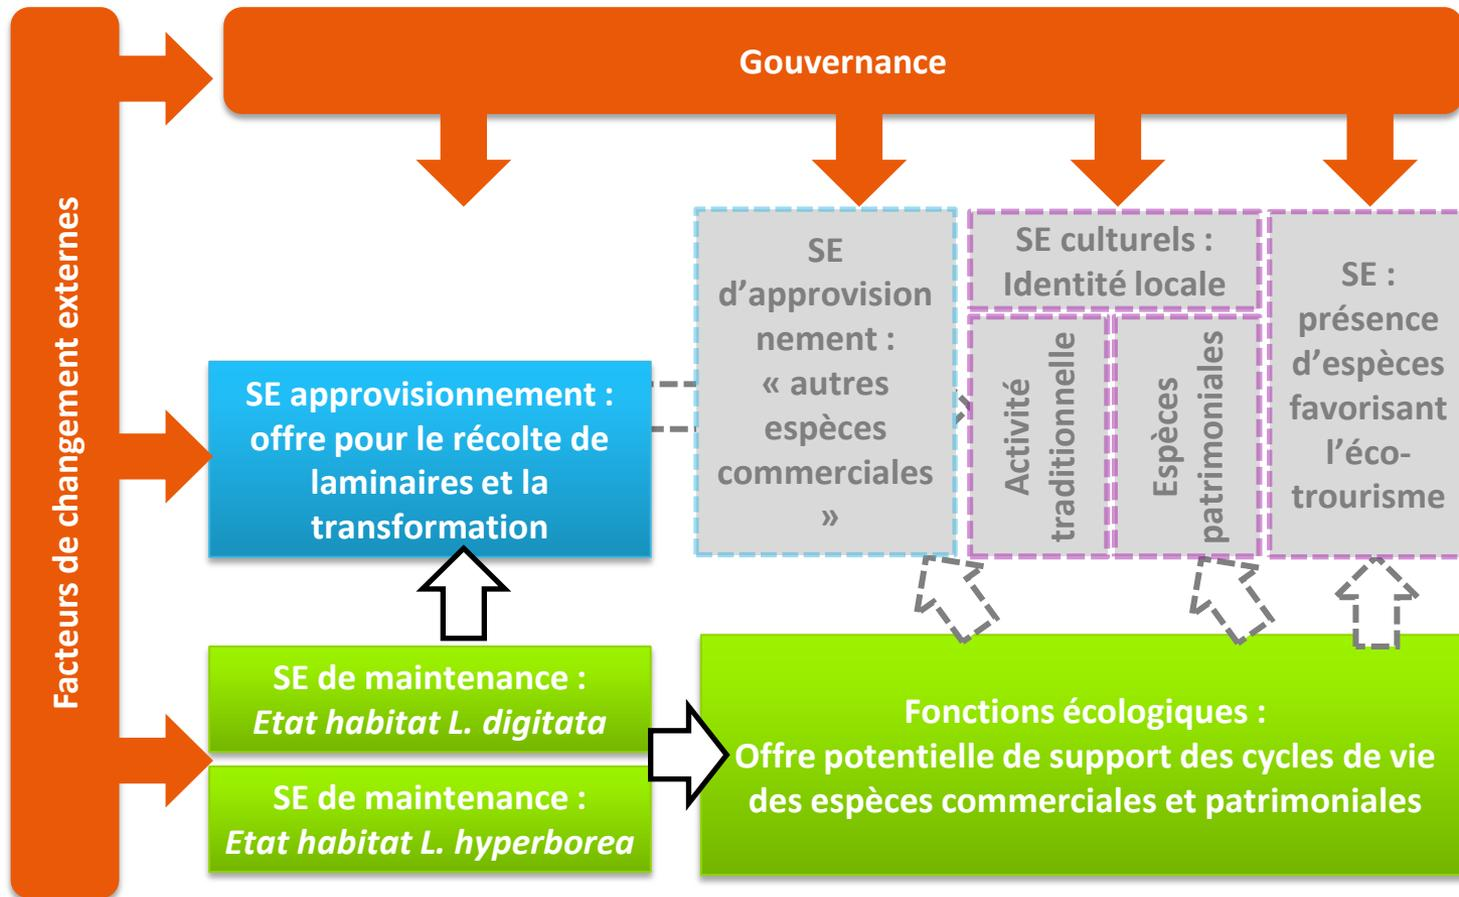 Gouvernance
Facteurs de changement externes
SE
d’approvision
nement :
« autres
espèces
commerciales
»
SE culturels :
Identité locale
Activité
traditionnelle
Espèces
patrimoniales
SE :
présence
d’espèces
favorisant
l’éco-
trourisme
SE approvisionnement :
offre pour le récolte de
laminaires et la
transformation
SE de maintenance :
Etat habitat L. digitata
SE de maintenance :
Etat habitat L. hyperborea
Fonctions écologiques :
Offre potentielle de support des cycles de vie
des espèces commerciales et patrimoniales